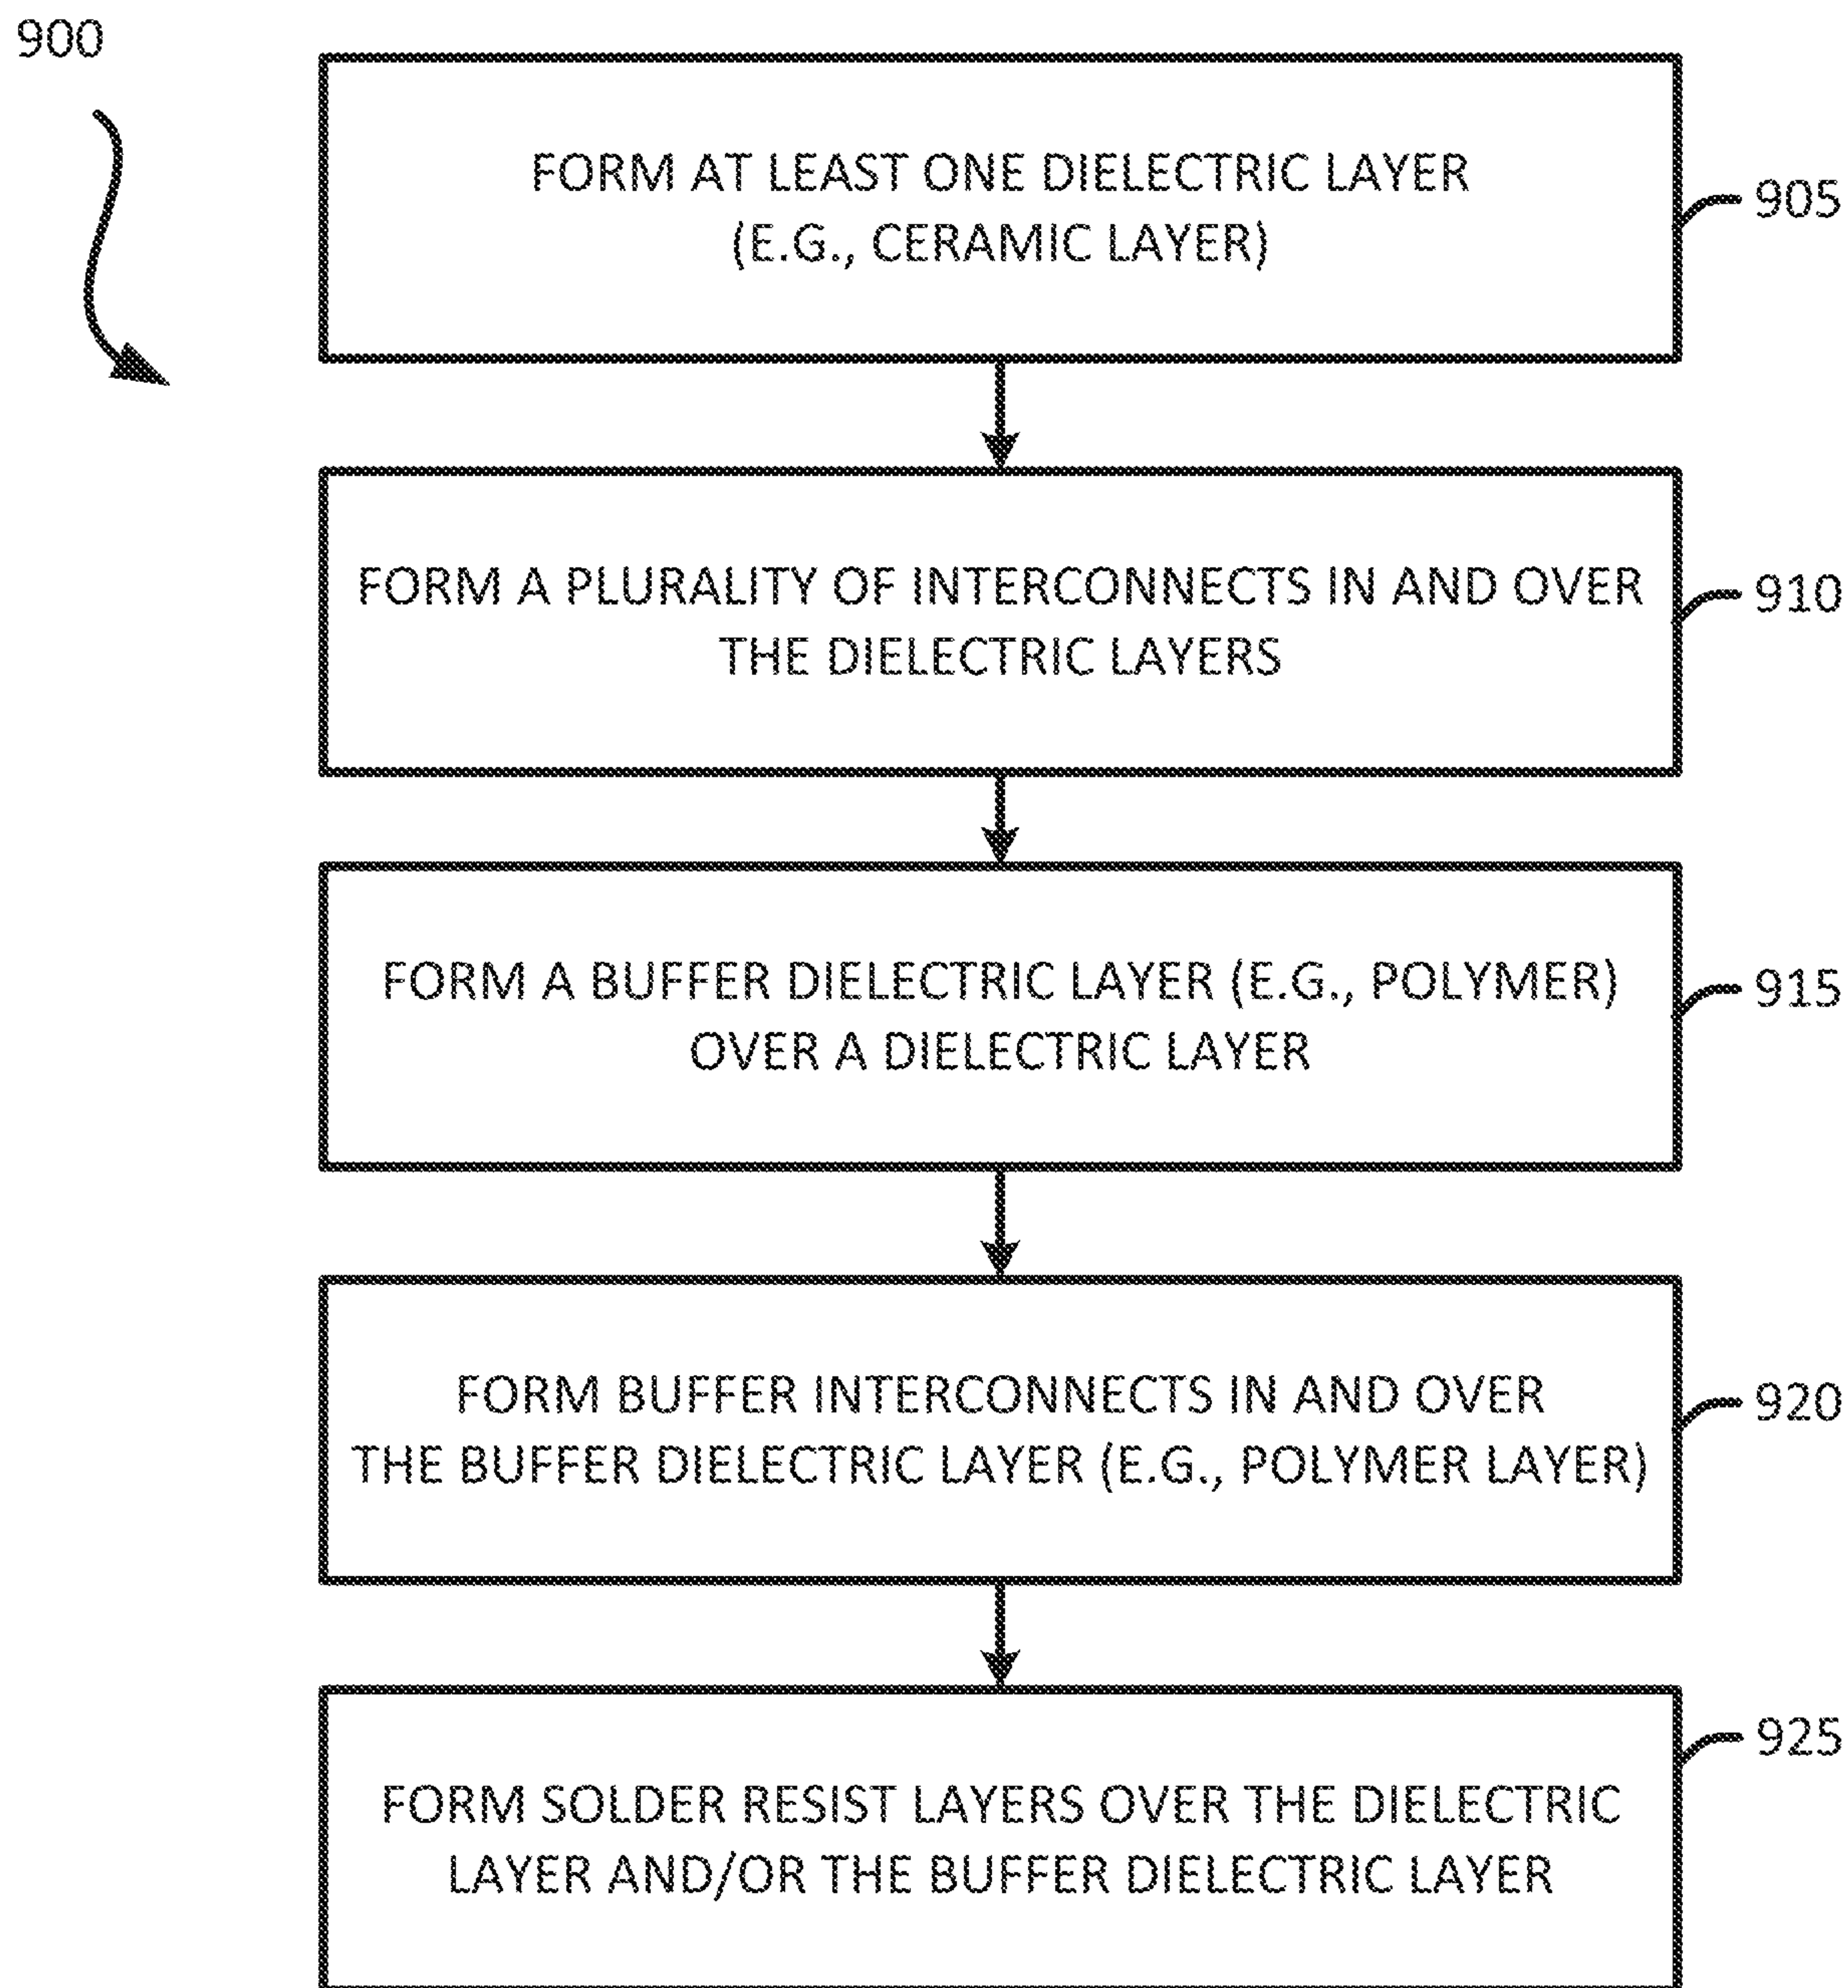 900
FORM AT LEAST ONE DIELECTRIC LAYER
(E.G., CERAMIC LAYER)
905
FORM A PLURALITY OF INTERCONNECTS IN AND OVER
THE DIELECTRIC LAYERS
910
FORM A BUFFER DIELECTRIC LAYER (E.G., POLYMER)
OVER A DIELECTRIC LAYER
915
FORM BUFFER INTERCONNECTS IN AND OVER
THE BUFFER DIELECTRIC LAYER (E.G., POLYMER LAYER)
920
FORM SOLDER RESIST LAYERS OVER THE DIELECTRIC
LAYER AND/OR THE BUFFER DIELECTRIC LAYER
925